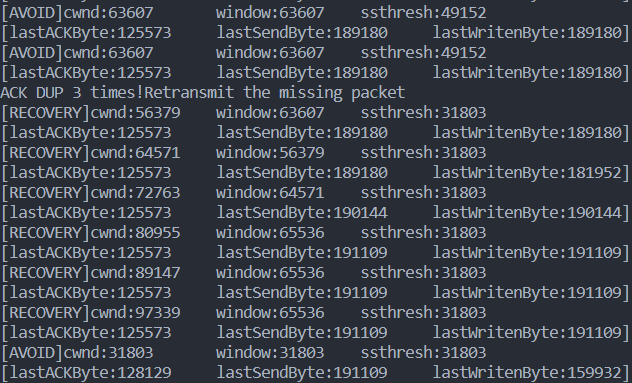 [AVOID]cwnd:63607 window:63607 ssthresh:49152
[lastACKByte:125573 lastSendByte:189180 lastWritenByte:189180]
[AVOID]cwnd:63607 window:63607 ssthresh:49152
[lastACKByte:125573 lastSendByte:189180 lastWritenByte:189180]
ACK DUP 3 times!Retransmit the missing packet
[RECOVERY]cwnd:56379 window:63607 ssthresh:31803
[lastACKByte:125573 lastSendByte:189180 lastWritenByte:189180]
[RECOVERY]cwnd:64571 window:56379 ssthresh:31803
[lastACKByte:125573 lastSendByte:189180 lastWritenByte:181952]
[RECOVERY]cwnd:72763 window:64571 ssthresh:31803
[lastACKByte:125573 lastSendByte:190144 lastWritenByte:190144]
[RECOVERY]cwnd:80955 window:65536 ssthresh:31803
[lastACKByte:125573 lastSendByte:191109 lastWritenByte:191109]
[RECOVERY]cwnd:89147 window:65536 ssthresh:31803
[lastACKByte:125573 lastSendByte:191109 lastWritenByte:191109]
[RECOVERY]cwnd:97339 window:65536 ssthresh:31803
[lastACKByte:125573 lastSendByte:191109 lastWritenByte:191109]
[AVOID]cwnd:31803 window:31803 ssthresh:31803
[lastACKByte:128129 lastSendByte:191109 lastWritenByte:159932]